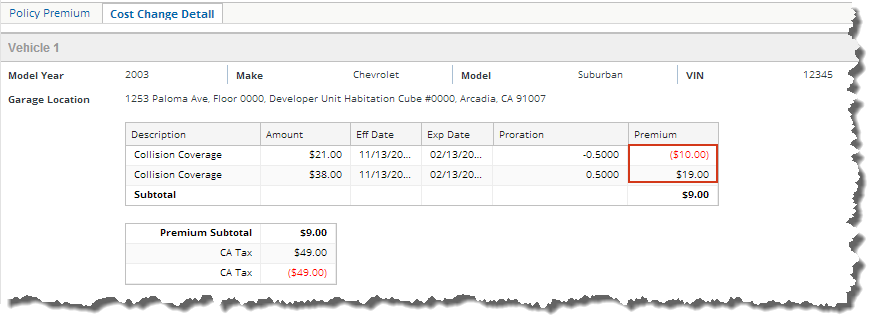 Policy Premium Cost Change Detail
Vehicle 1
Model Year 2003 Make Chevrolet Model Suburban VIN 12345
Garage Location 1253 Paloma Ave, Floor 0000, Developer Unit Habitation Cube #0000, Arcadia, CA 91007
Description Amount Eff Date Exp Date Proration Premium
Collision Coverage $21.00 11/13/20... 02/13/20... -0.5000 ($10.00)
Collision Coverage $38.00 11/13/20... 02/13/20... 0.5000 $19.00
Subtotal $9.00
Premium Subtotal $9.00
CA Tax $49.00
CA Tax ($49.00)